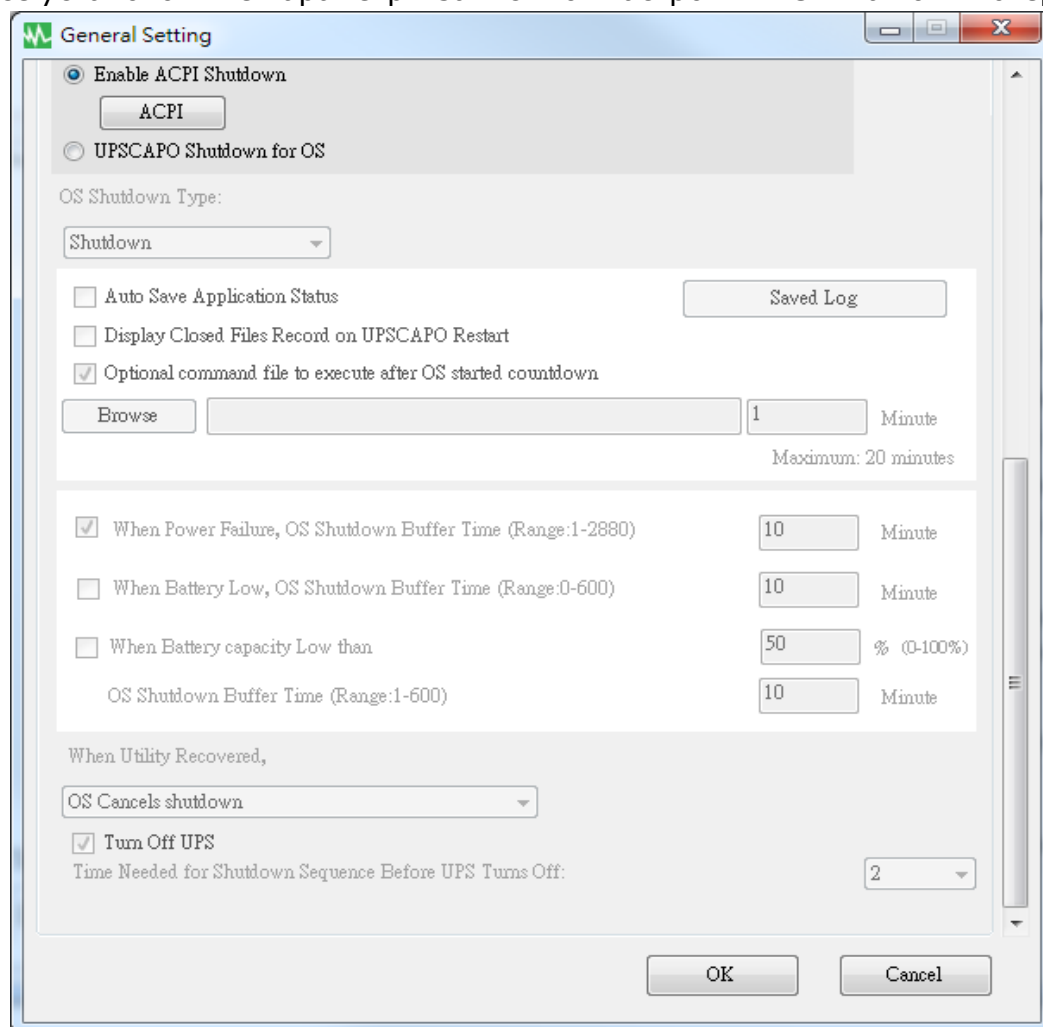 General Setting
Enable ACPI Shutdown
ACPI
UPSCAPO Shutdown for OS
OS Shutdown Type:
Shutdown
Auto Save Application Status
Saved Log
Display Closed Files Record on UPSCAPO Restart
Optional command file to execute after OS started countdown
Browse
1 Minute
Maximum: 20 minutes
When Power Failure, OS Shutdown Buffer Time (Range:1-2880) 10 Minute
When Battery Low, OS Shutdown Buffer Time (Range:0-600) 10 Minute
When Battery capacity Low than 50 % (0-100%)
OS Shutdown Buffer Time (Range:1-600) 10 Minute
When Utility Recovered,
OS Cancels shutdown
Turn Off UPS
Time Needed for Shutdown Sequence Before UPS Turns Off: 2
OK Cancel